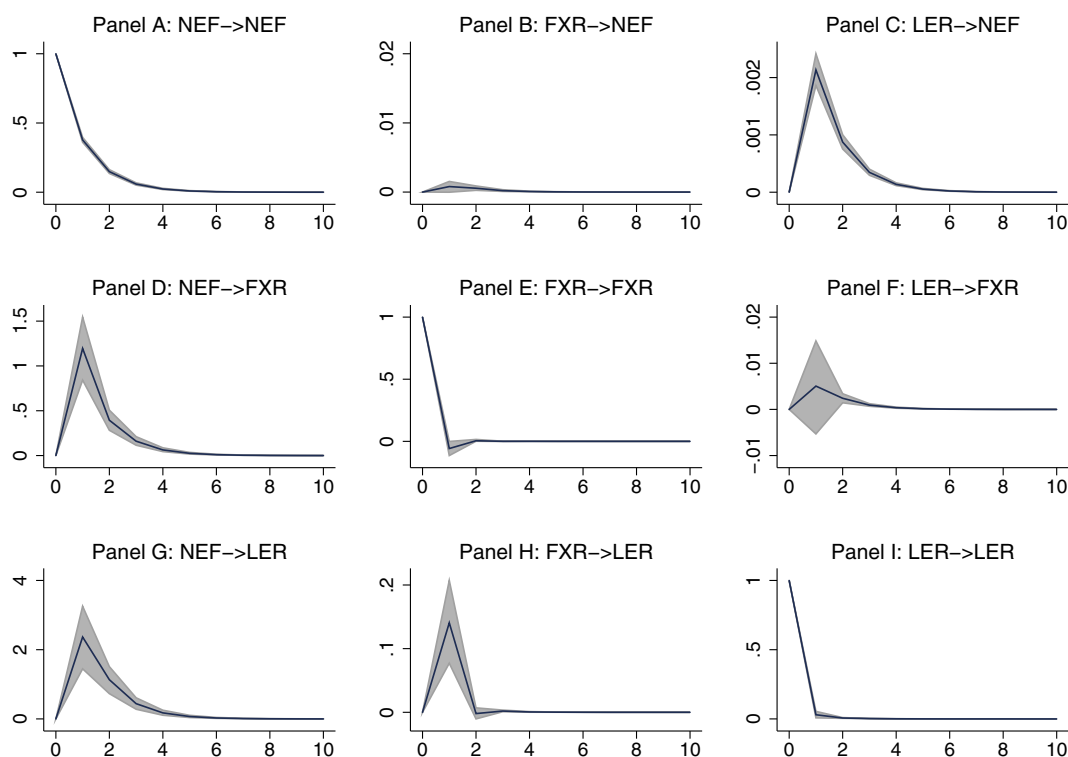 Panel A: NEF−>NEF
Panel B: FXR−>NEF
Panel C: LER−>NEF
1
.5
0
0 2 4 6 8 10
.02
.01
0
0 2 4 6 8 10
.002
.001
0
0 2 4 6 8 10
Panel D: NEF−>FXR
Panel E: FXR−>FXR
Panel F: LER−>FXR
1.5
1
.5
0
0 2 4 6 8 10
1
.5
0
0 2 4 6 8 10
.02
.01
0
−.01
0 2 4 6 8 10
Panel G: NEF−>LER
Panel H: FXR−>LER
Panel I: LER−>LER
4
2
0
0 2 4 6 8 10
.2
.1
0
0 2 4 6 8 10
1
.5
0
0 2 4 6 8 10